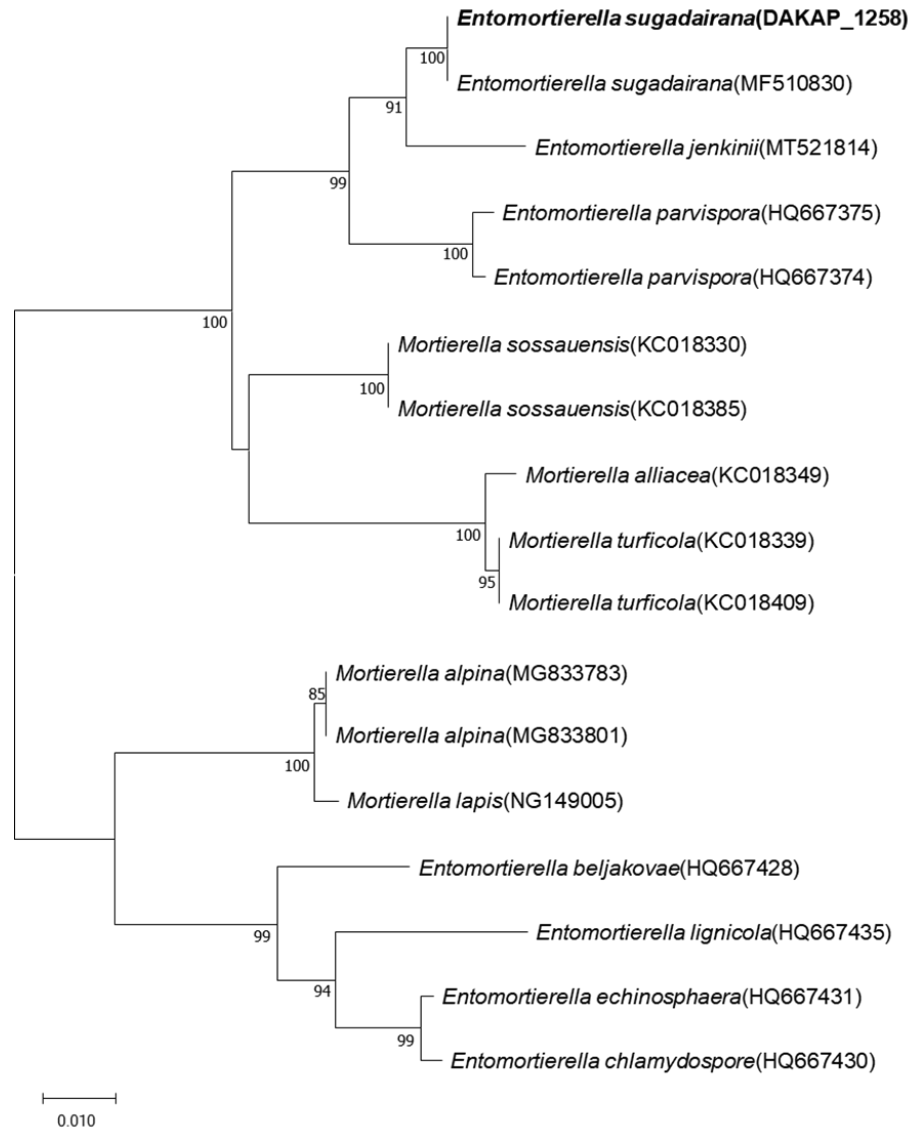 Entomortierella sugadairana(DAKAP_1258)
100
Entomortierella sugadairana(MF510830)
91
Entomortierella jenkinii(MT521814)
99
Entomortierella parvispora(HQ667375)
100
Entomortierella parvispora(HQ667374)
100
Mortierella sossauensis(KC018330)
100
Mortierella sossauensis(KC018385)
Mortierella alliacea(KC018349)
100
Mortierella turficola(KC018339)
95
Mortierella turficola(KC018409)
Mortierella alpina(MG833783)
85
Mortierella alpina(MG833801)
100
Mortierella lapis(NG149005)
Entomortierella beljakovae(HQ667428)
99
Entomortierella lignicola(HQ667435)
94
Entomortierella echinosphaera(HQ667431)
99
Entomortierella chlamydospore(HQ667430)
0.010